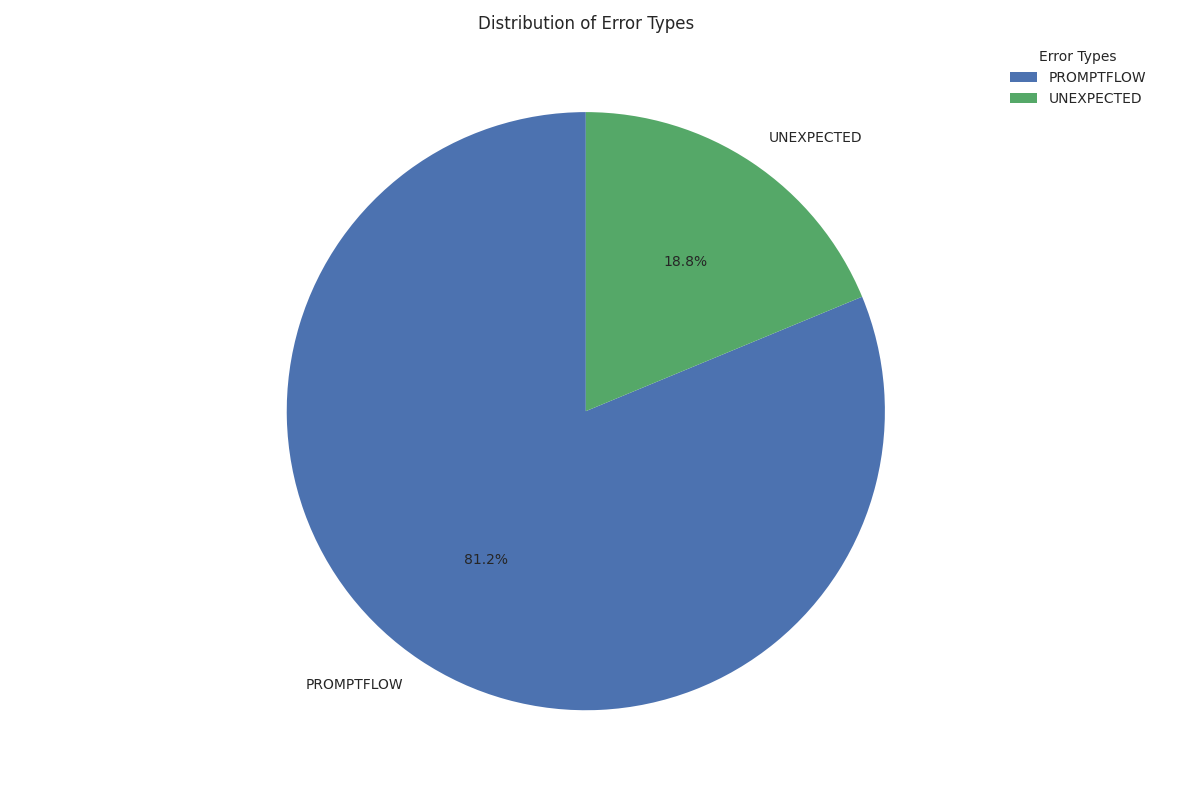 Distribution of Error Types
Error Types
PROMPTFLOW
UNEXPECTED
UNEXPECTED
18.8%
81.2%
PROMPTFLOW